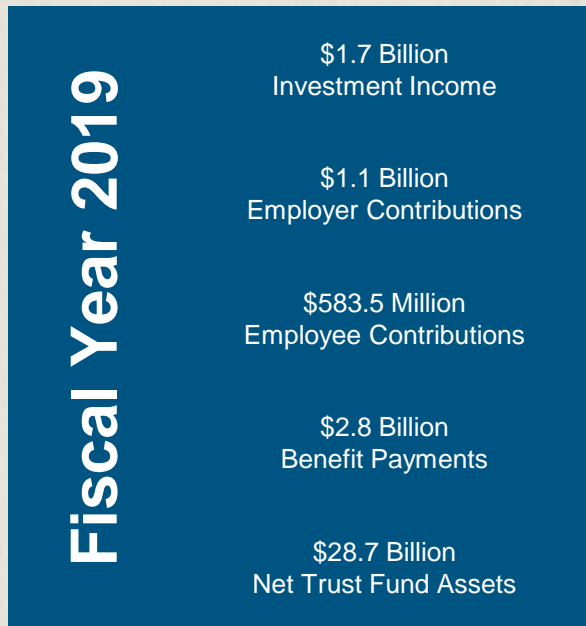 Fiscal Year 2019
$1.7 Billion
Investment Income
$1.1 Billion
Employer Contributions
$583.5 Million
Employee Contributions
$2.8 Billion
Benefit Payments
$28.7 Billion
Net Trust Fund Assets